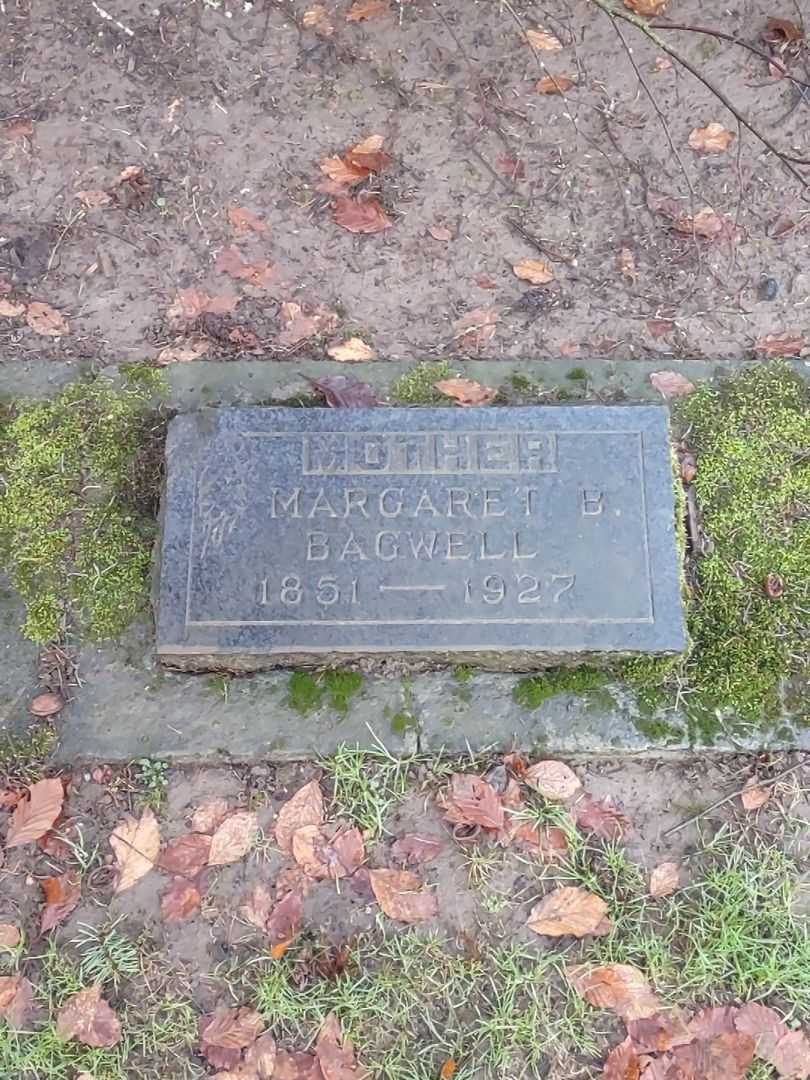 MOTHER
MARGARET B.
BAGWELL
1851 — 1927